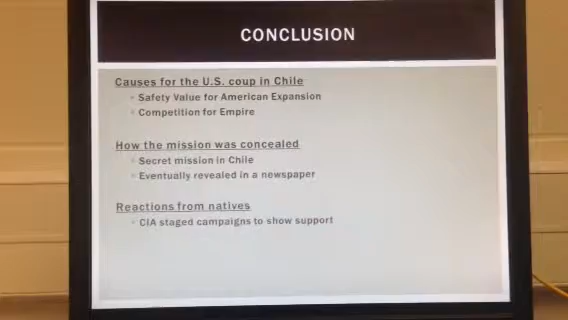 CONCLUSION
Causes for the U.S. coup in Chile
Safety Value for American Expansion
Competition for Empire
How the mission was concealed
Secret mission in Chile
Eventually revealed in a newspaper
Reactions from natives
CIA staged campaigns to show support